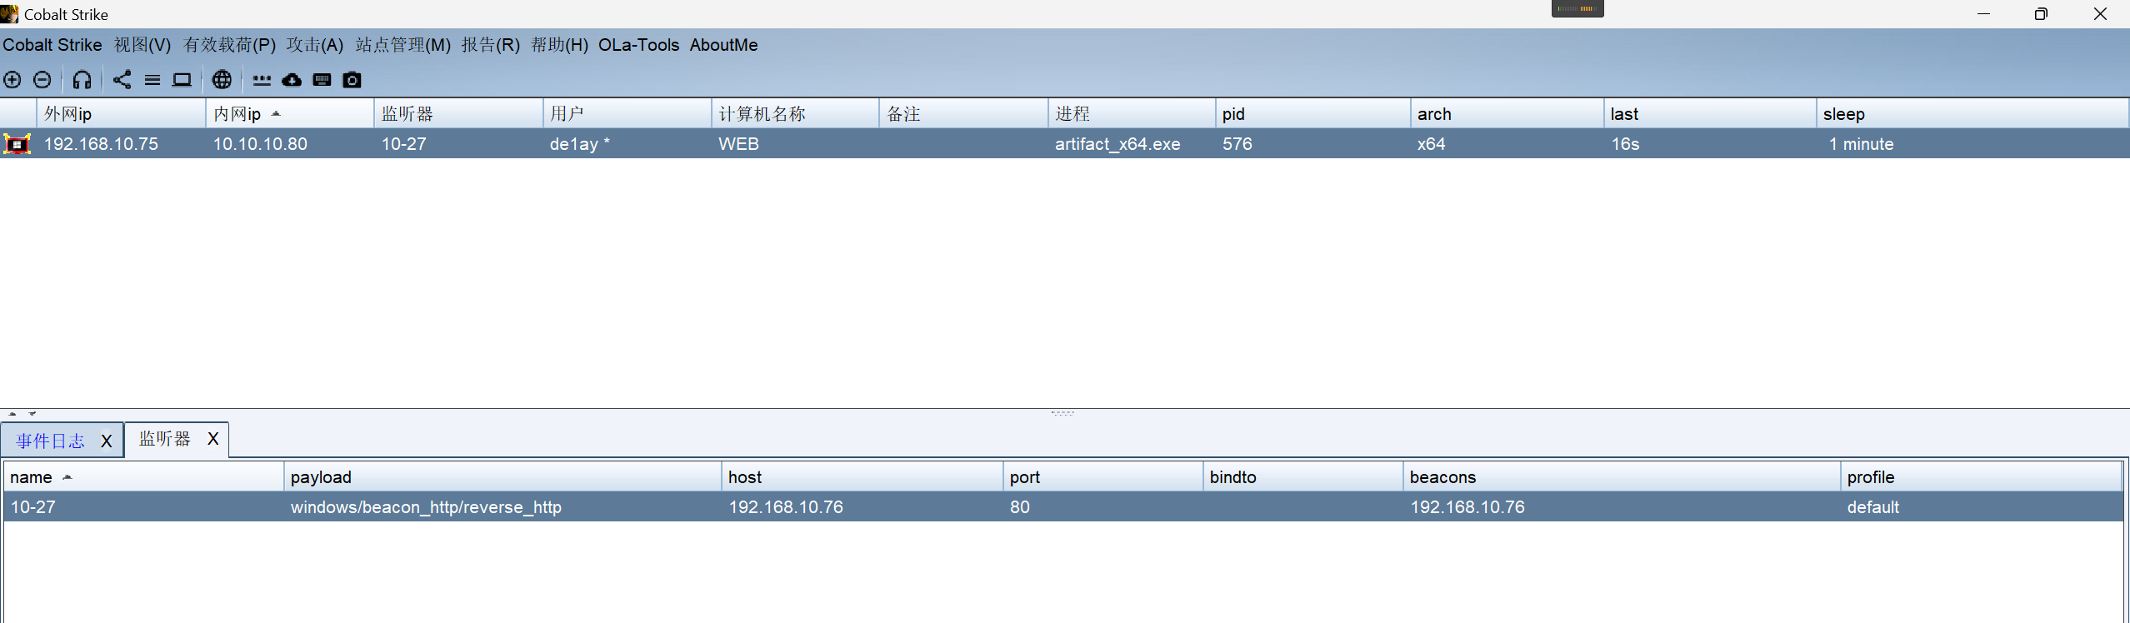 Cobalt Strike
Cobalt Strike 视图(V) 有效载荷(P) 攻击(A) 站点管理(M) 报告(R) 帮助(H) OLa-Tools AboutMe
外网ip 内网ip 监听器 用户 计算机名称 备注 进程 pid arch last sleep
192.168.10.75 10.10.10.80 10-27 de1ay * WEB artifact_x64.exe 576 x64 16s 1 minute
事件日志 X 监听器 X
name payload host port bindto beacons profile
10-27 windows/beacon_http/reverse_http 192.168.10.76 80 192.168.10.76 default